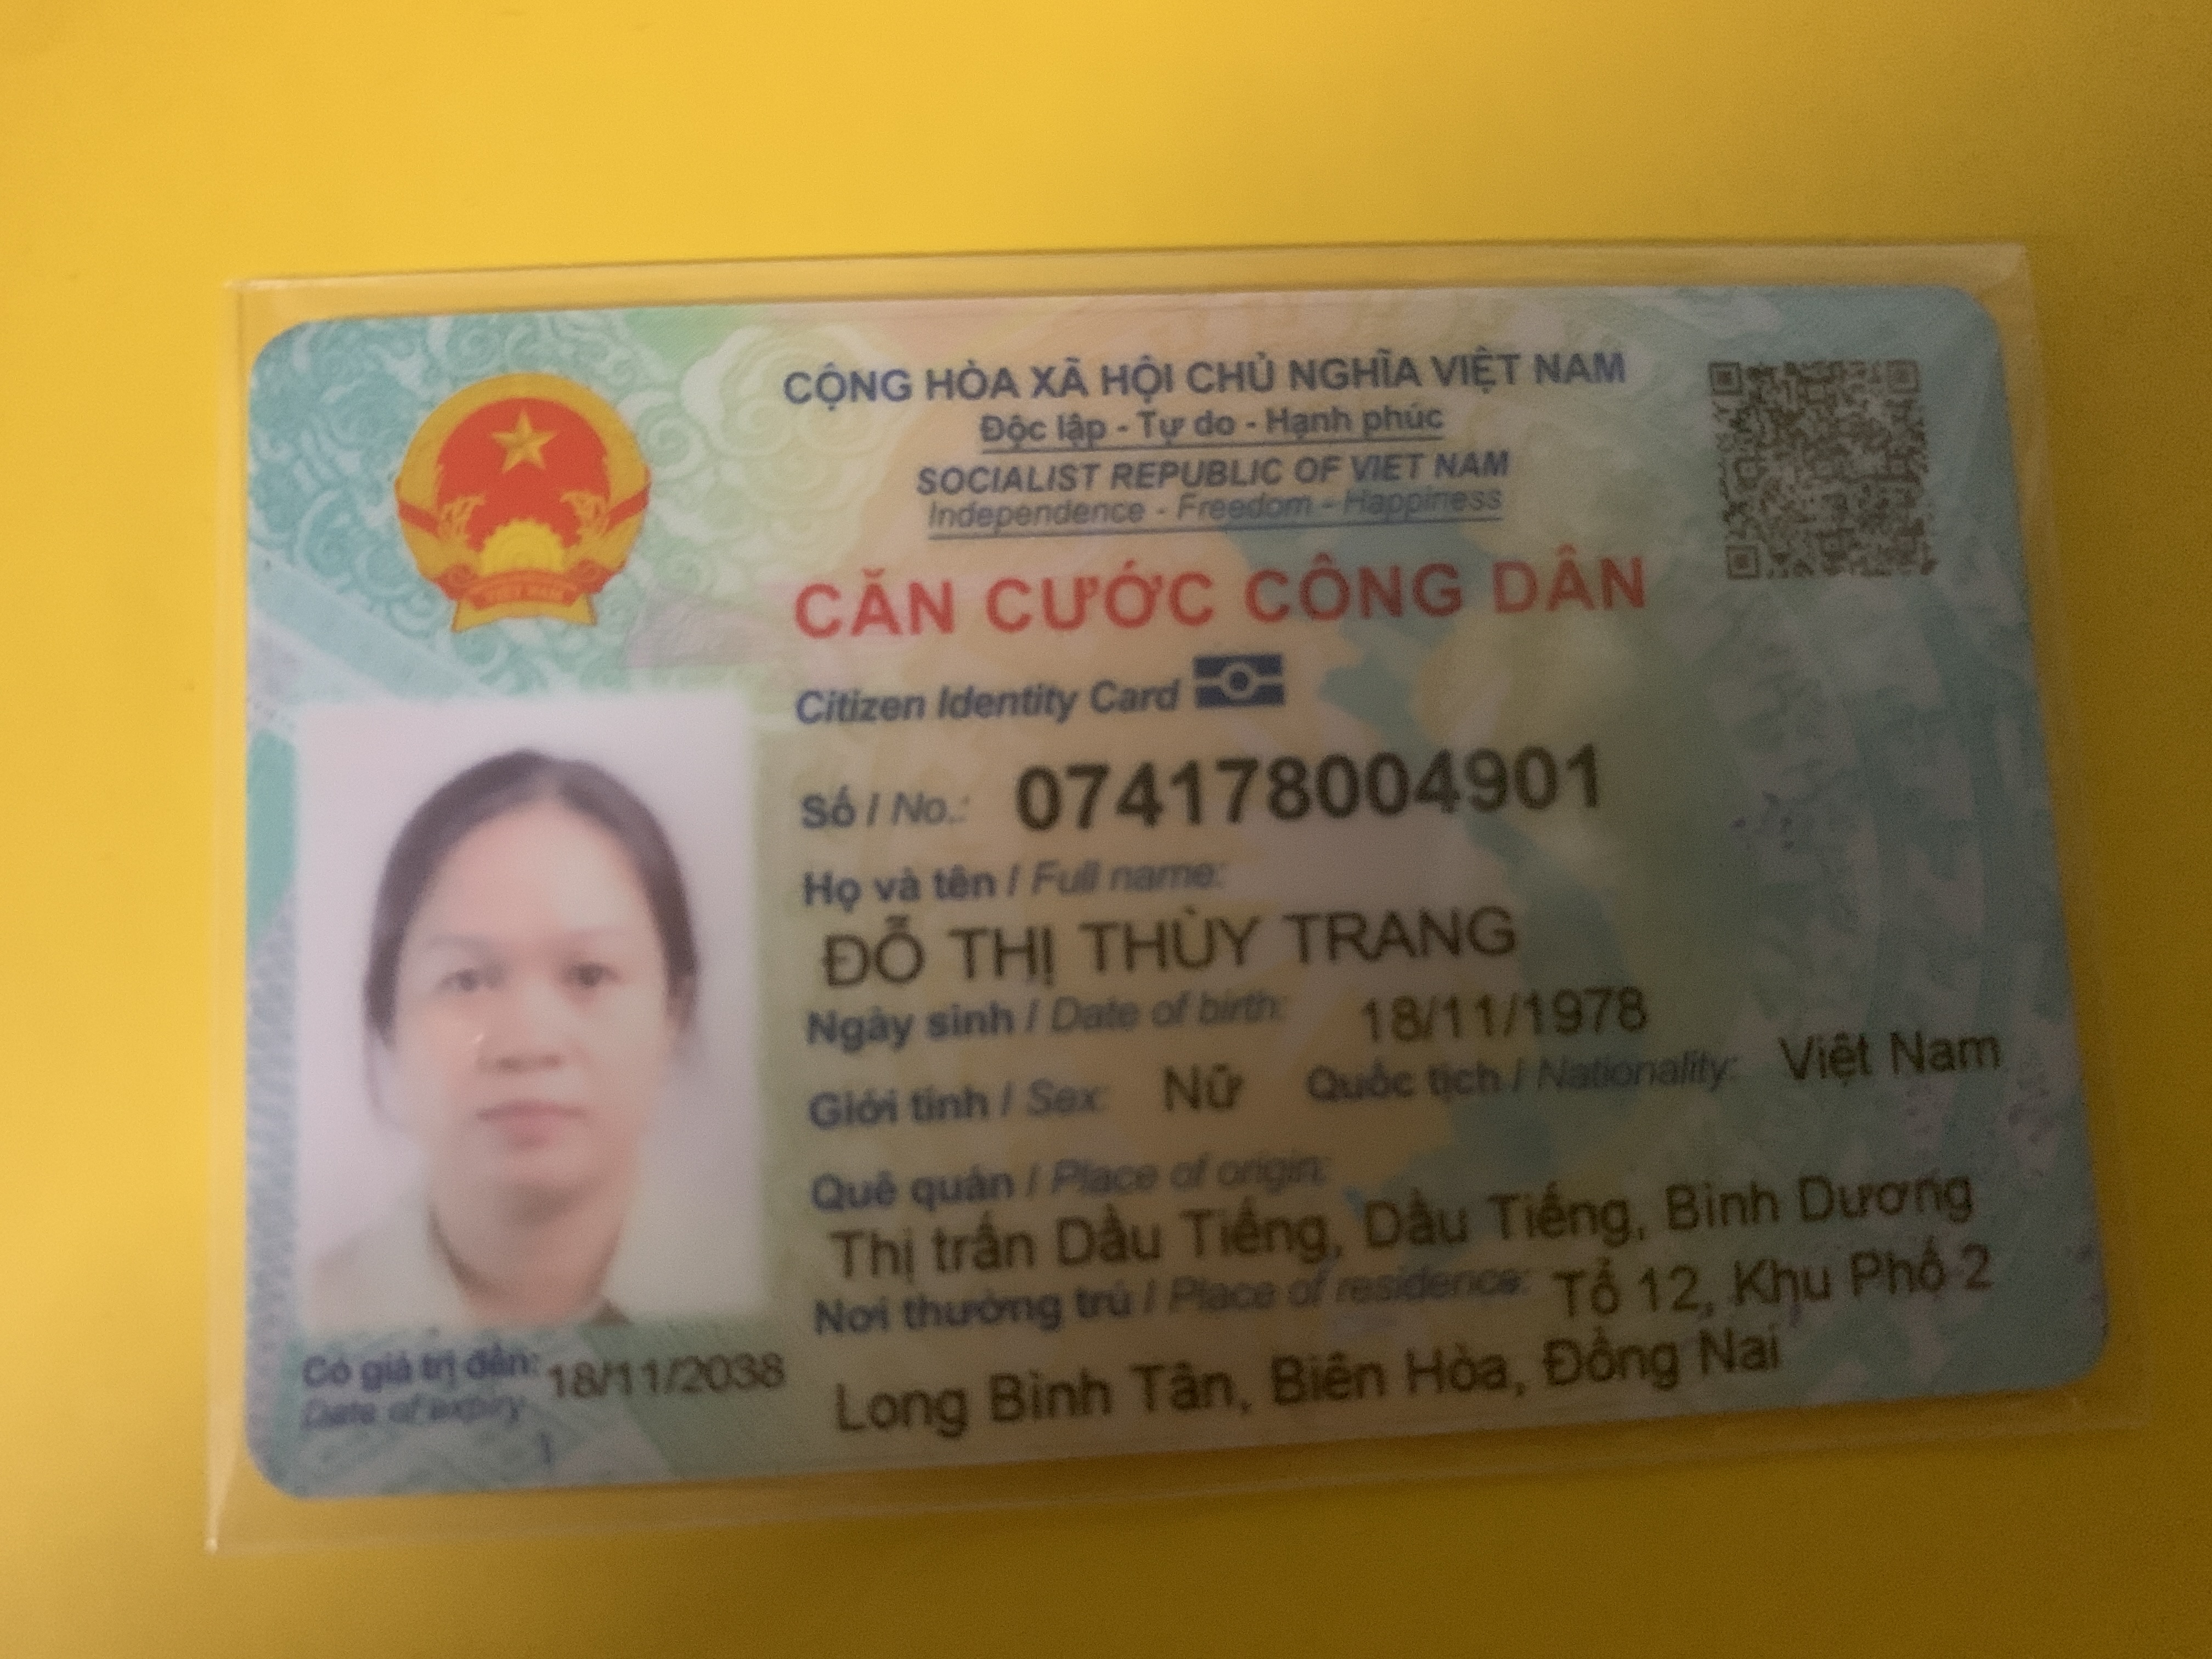 CỘNG HÒA XÃ HỘI CHỦ NGHĨA VIỆT NAM
Độc lập - Tự do - Hạnh phúc
SOCIALIST REPUBLIC OF VIET NAM
Independence - Freedom - Happiness
CĂN CƯỚC CÔNG DÂN
Citizen Identity Card
Số / No.: 074178004901
Họ và tên / Full name:
ĐỖ THỊ THÙY TRANG
Ngày sinh / Date of birth: 18/11/1978
Giới tính / Sex: Nữ Quốc tịch / Nationality: Việt Nam
Quê quán / Place of origin:
Thị trấn Dầu Tiếng, Dầu Tiếng, Bình Dương
Nơi thường trú / Place of residence: Tổ 12, Khu Phố 2
Long Bình Tân, Biên Hòa, Đồng Nai
Có giá trị đến: 18/11/2038
Date of expiry